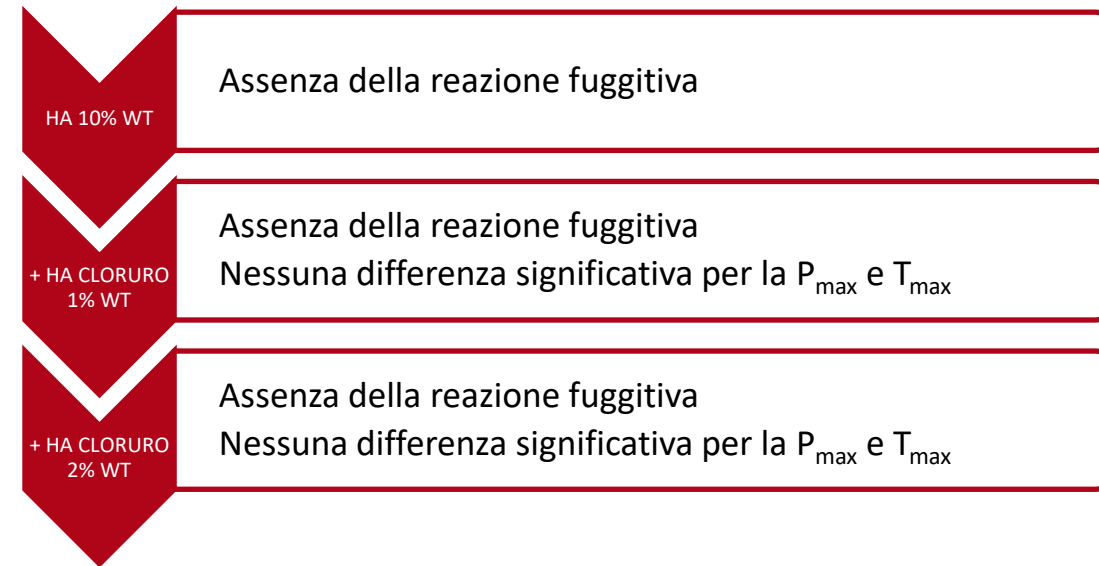 HA 10% WT
Assenza della reazione fuggitiva
+ HA CLORURO
1% WT
Assenza della reazione fuggitiva
Nessuna differenza significativa per la Pmax e Tmax
+ HA CLORURO
2% WT
Assenza della reazione fuggitiva
Nessuna differenza significativa per la Pmax e Tmax